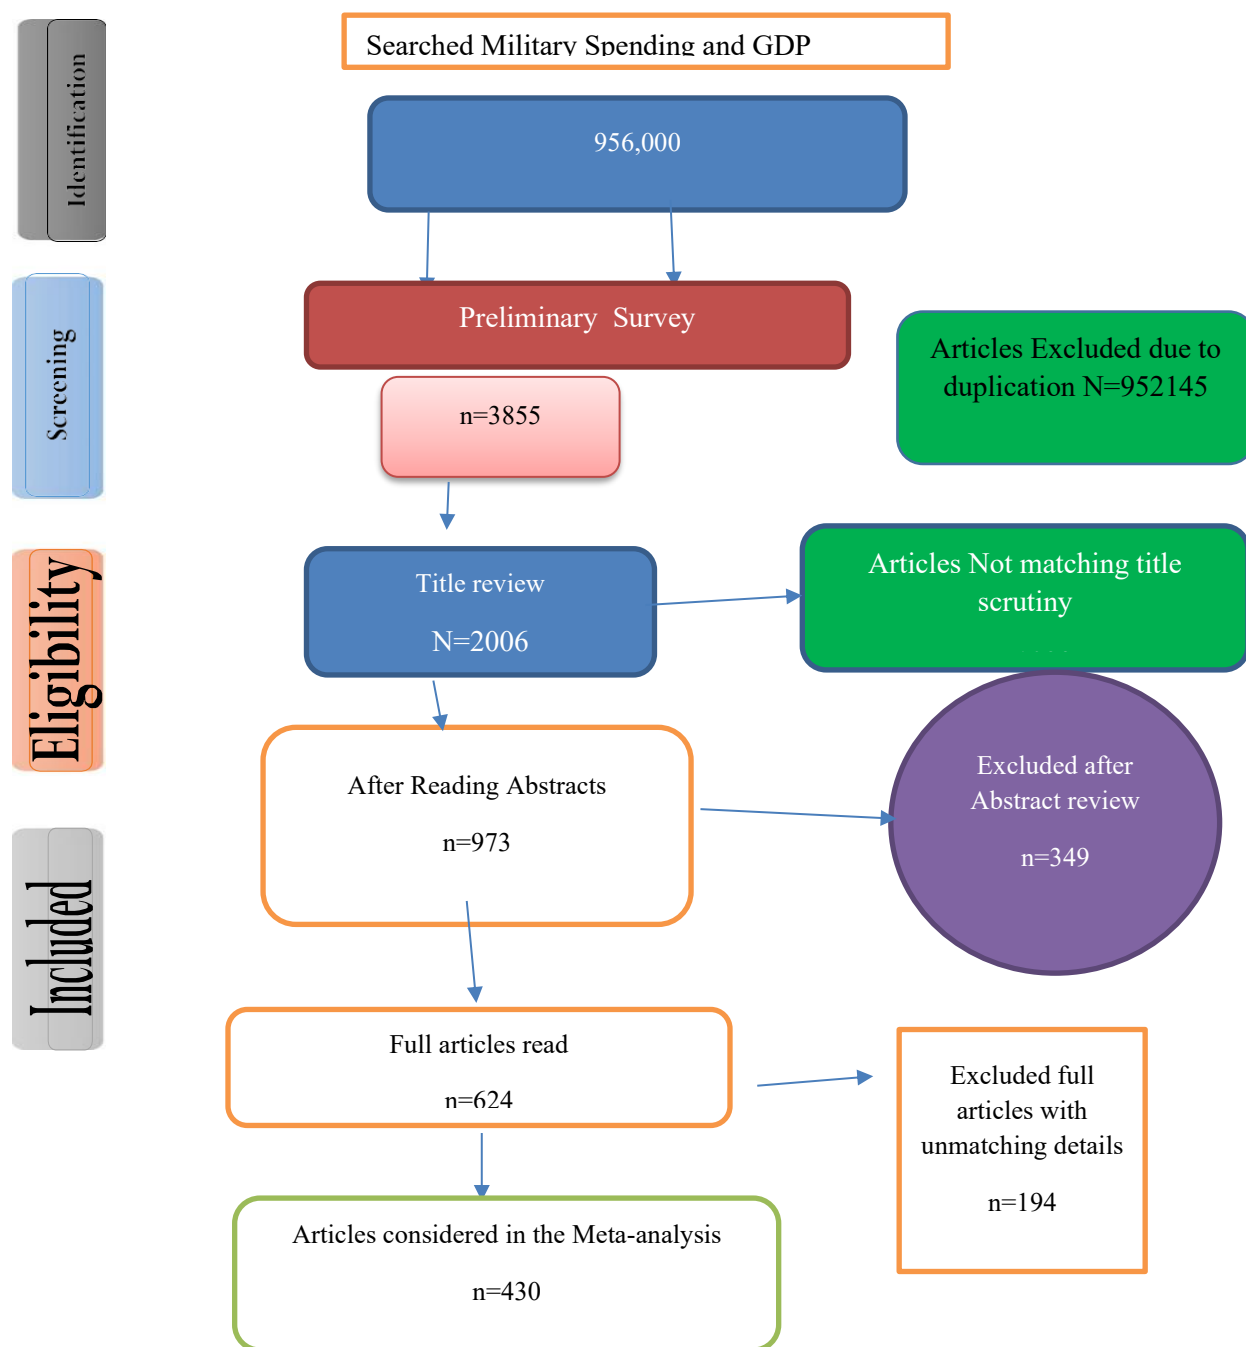 Identification
Searched Military Spending and GDP
956,000
Screening
Preliminary Survey
n=3855
Articles Excluded due to
duplication N=952145
Eligibility
Title review
N=2006
Articles Not matching title
scrutiny
After Reading Abstracts
n=973
Excluded after
Abstract review
n=349
Included
Full articles read
n=624
Excluded full
articles with
unmatching details
n=194
Articles considered in the Meta-analysis
n=430